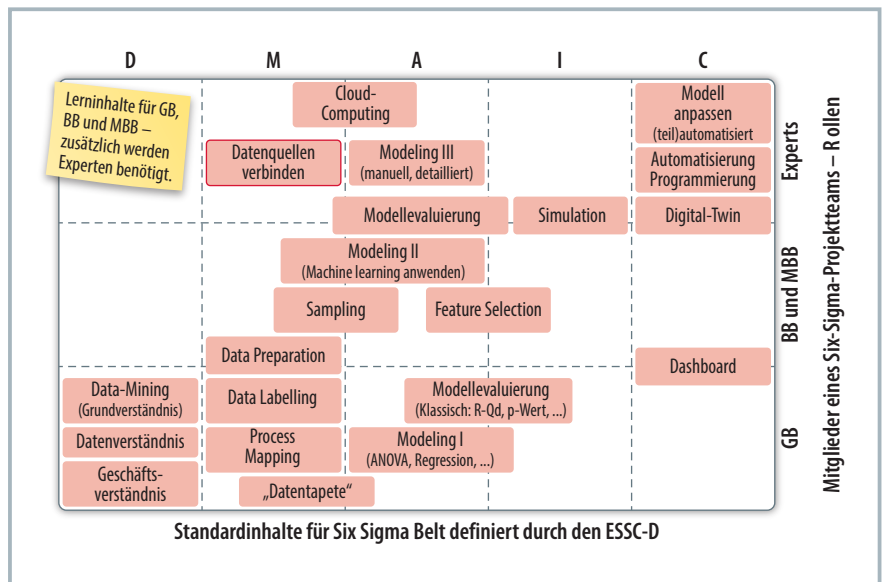 D M A I C
Lerninhalte für GB,
BB und MBB –
zusätzlich werden
Experten benötigt.
Cloud-
Computing
Modell
anpassen
(teil)automatisiert
Datenquellen
verbinden
Modeling III
(manuell, detailliert)
Automatisierung
Programmierung
Modellevaluierung
Simulation
Digital-Twin
Modeling II
(Machine learning anwenden)
Sampling
Feature Selection
Data Preparation
Dashboard
Data-Mining
(Grundverständnis)
Data Labelling
Modellevaluierung
(Klassisch: R-Qd, p-Wert, ...)
Datenverständnis
Process
Mapping
Modeling I
(ANOVA, Regression, ...)
Geschäfts-
verständnis
„Datentapete“
Experts
BB und MBB
GB
Mitglieder eines Six-Sigma-Projektteams – Rollen
Standardinhalte für Six Sigma Belt definiert durch den ESSC-D